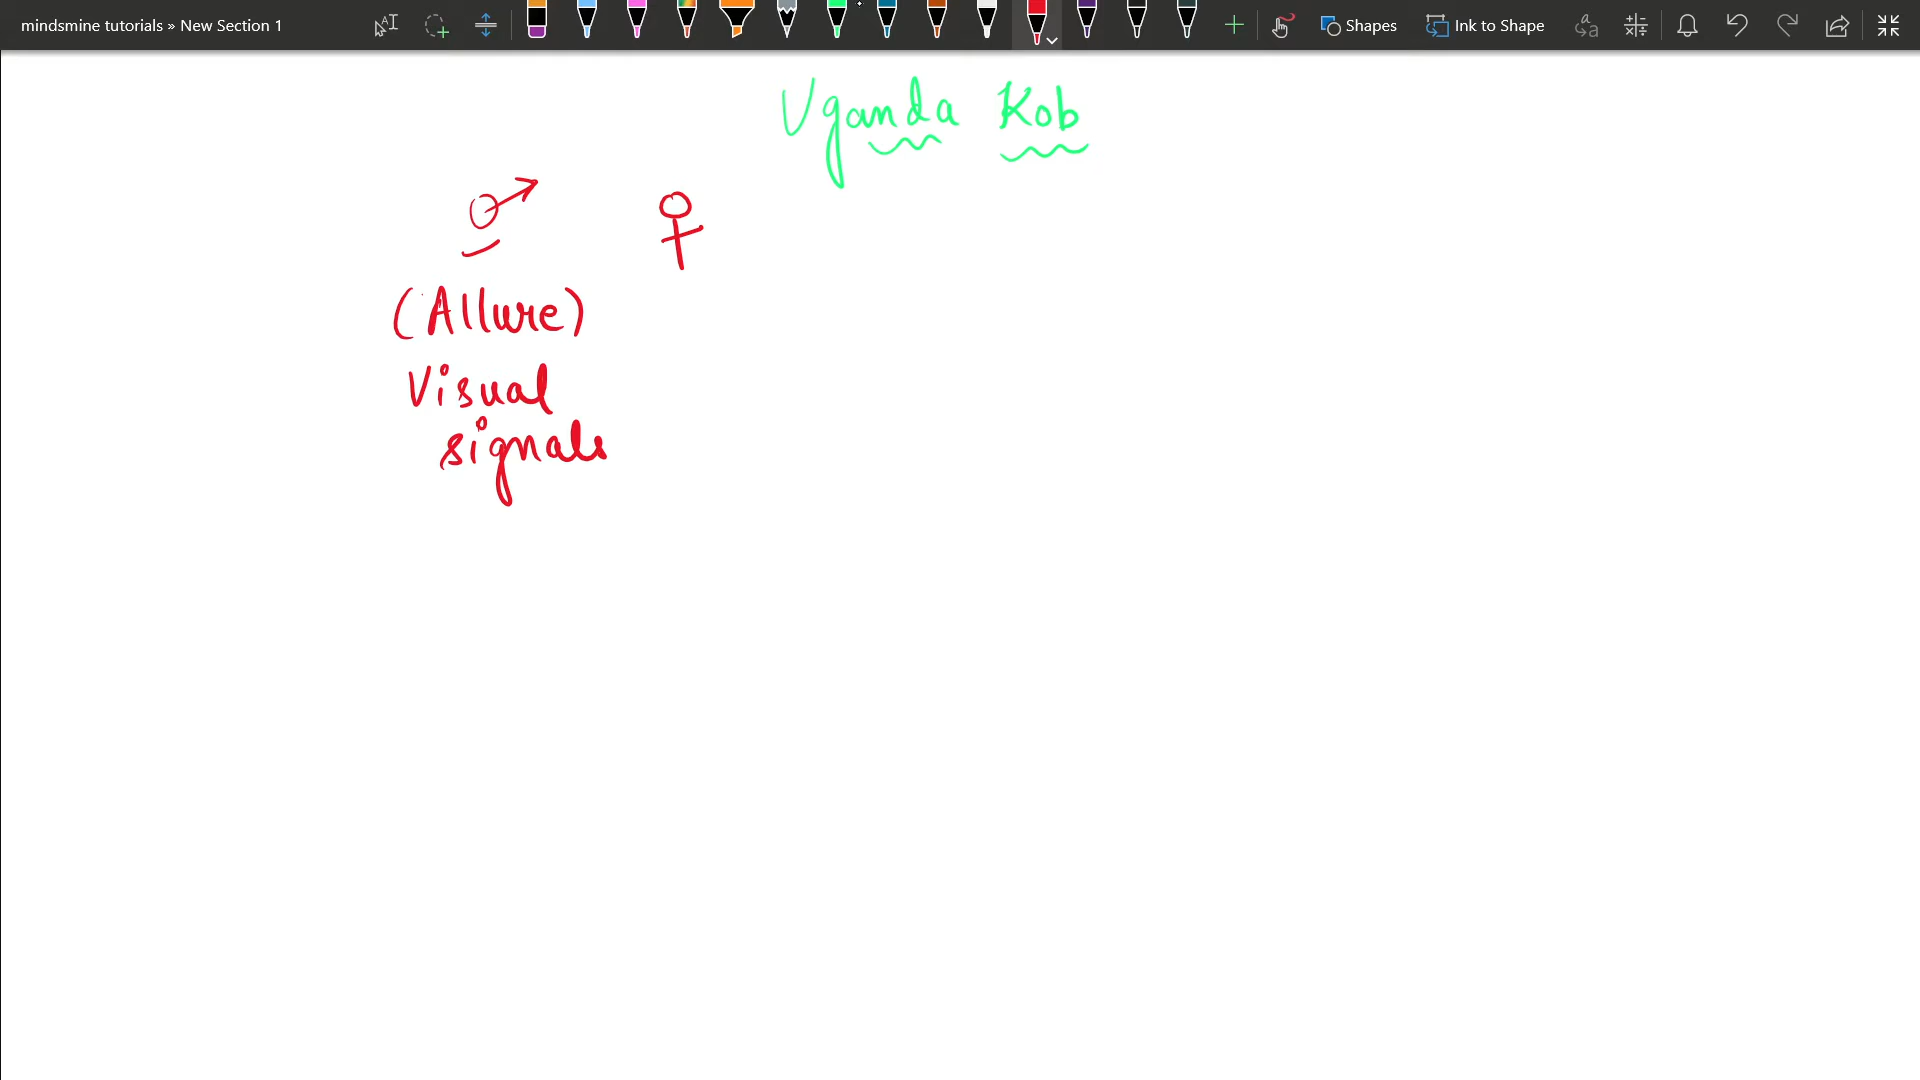 mindsmine tutorials » New Section 1
Shapes
Ink to Shape
Uganda Kob
(Allure)
Visual
signals